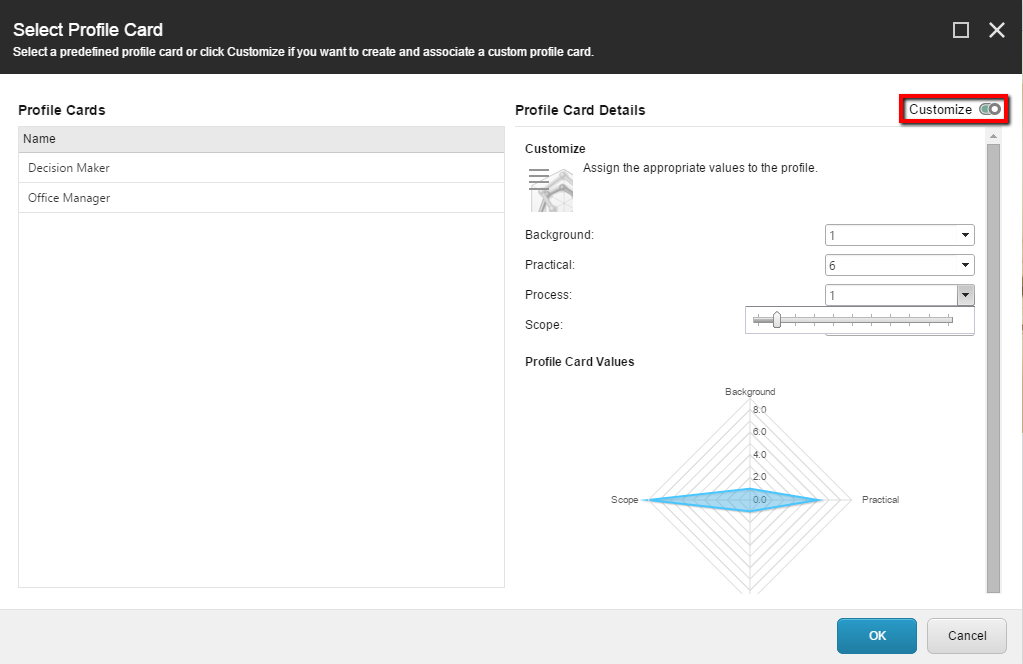 Select Profile Card
Select a predefined profile card or click Customize if you want to create and associate a custom profile card.
Profile Cards
Name
Decision Maker
Office Manager
Profile Card Details
Customize
Customize
Assign the appropriate values to the profile.
Background:
1
Practical:
6
Process:
1
Scope:
Profile Card Values
Background
8.0
6.0
4.0
2.0
0.0
Scope
Practical
OK
Cancel